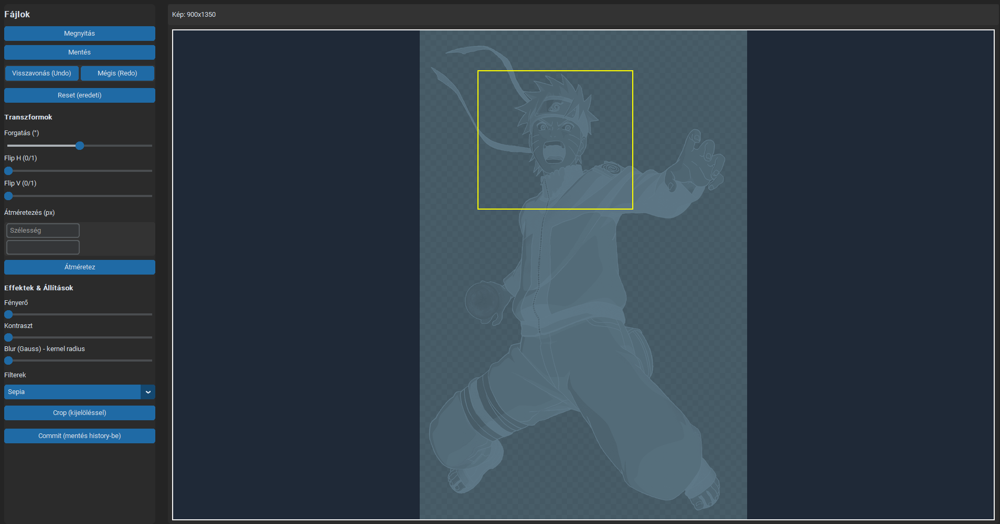 Fájlok
Kép: 900x1350
Megnyitás
Mentés
Visszavonás (Undo)
Mégis (Redo)
Reset (eredeti)
Transzformok
Forgatás (°)
Flip H (0/1)
Flip V (0/1)
Átméretezés (px)
Szélesség
Átméretez
Effektek & Állítások
Fényerő
Kontraszt
Blur (Gauss) - kernel radius
Filterek
Sepia
Crop (kijelöléssel)
Commit (mentés history-be)